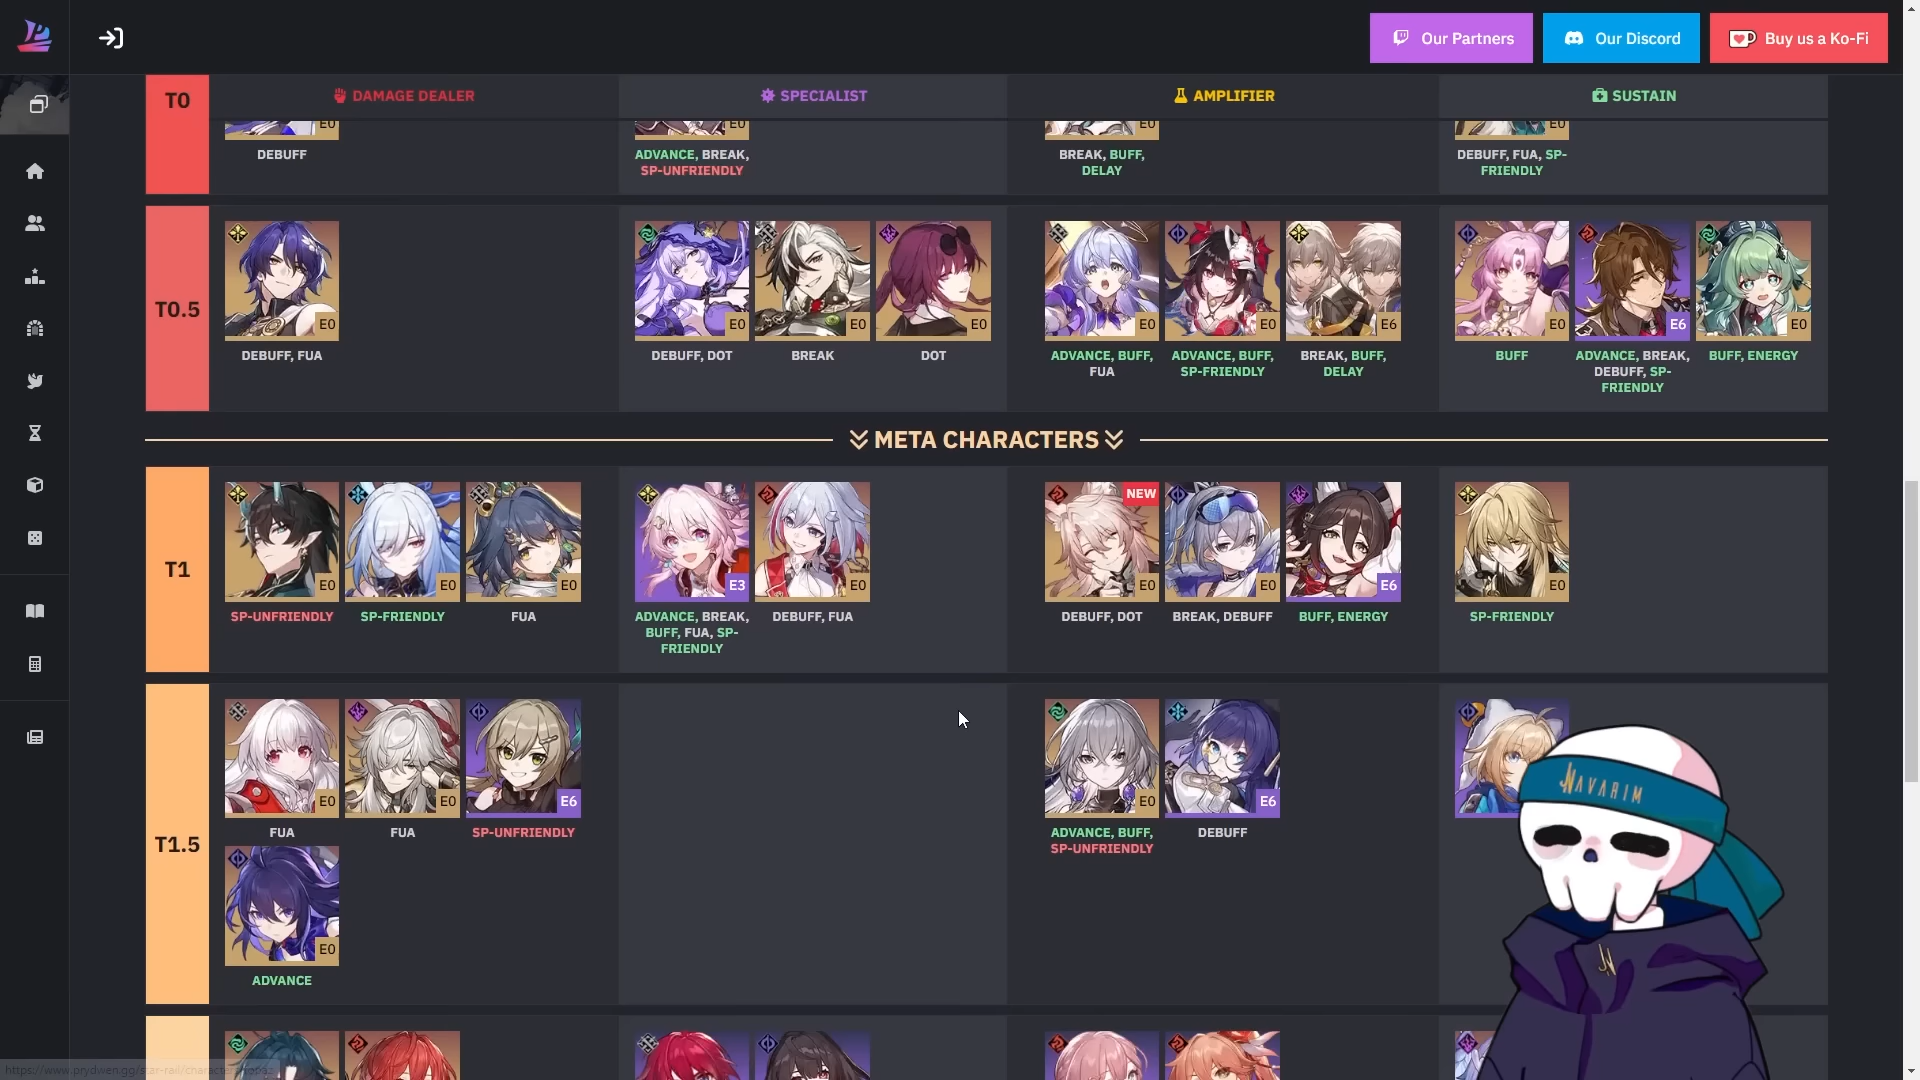 Our Partners
Our Discord
Buy us a Ko-Fi
T0
DAMAGE DEALER
SPECIALIST
AMPLIFIER
SUSTAIN
E0
E0
E0
E0
DEBUFF
ADVANCE, BREAK,
SP-UNFRIENDLY
BREAK, BUFF,
DELAY
DEBUFF, FUA, SP-
FRIENDLY
T0.5
E0
E0
E0
E0
E0
E0
E6
E0
E6
E0
DEBUFF, FUA
DEBUFF, DOT
BREAK
DOT
ADVANCE, BUFF,
FUA
ADVANCE, BUFF,
SP-FRIENDLY
BREAK, BUFF,
DELAY
BUFF
ADVANCE, BREAK,
DEBUFF, SP-
FRIENDLY
BUFF, ENERGY
META CHARACTERS
T1
NEW
E0
E0
E0
E3
E0
E0
E0
E6
E0
SP-UNFRIENDLY
SP-FRIENDLY
FUA
ADVANCE, BREAK,
BUFF, FUA, SP-
FRIENDLY
DEBUFF, FUA
DEBUFF, DOT
BREAK, DEBUFF
BUFF, ENERGY
SP-FRIENDLY
T1.5
E0
E0
E6
E0
E6
FUA
FUA
SP-UNFRIENDLY
ADVANCE, BUFF,
SP-UNFRIENDLY
DEBUFF
E0
ADVANCE
NAVARIM